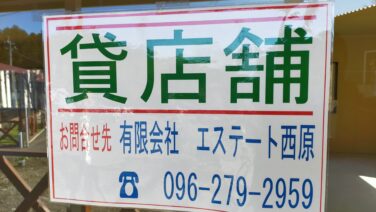 貸店舗
お問合せ先 有限会社 エステート西原
☎ 096-279-2959